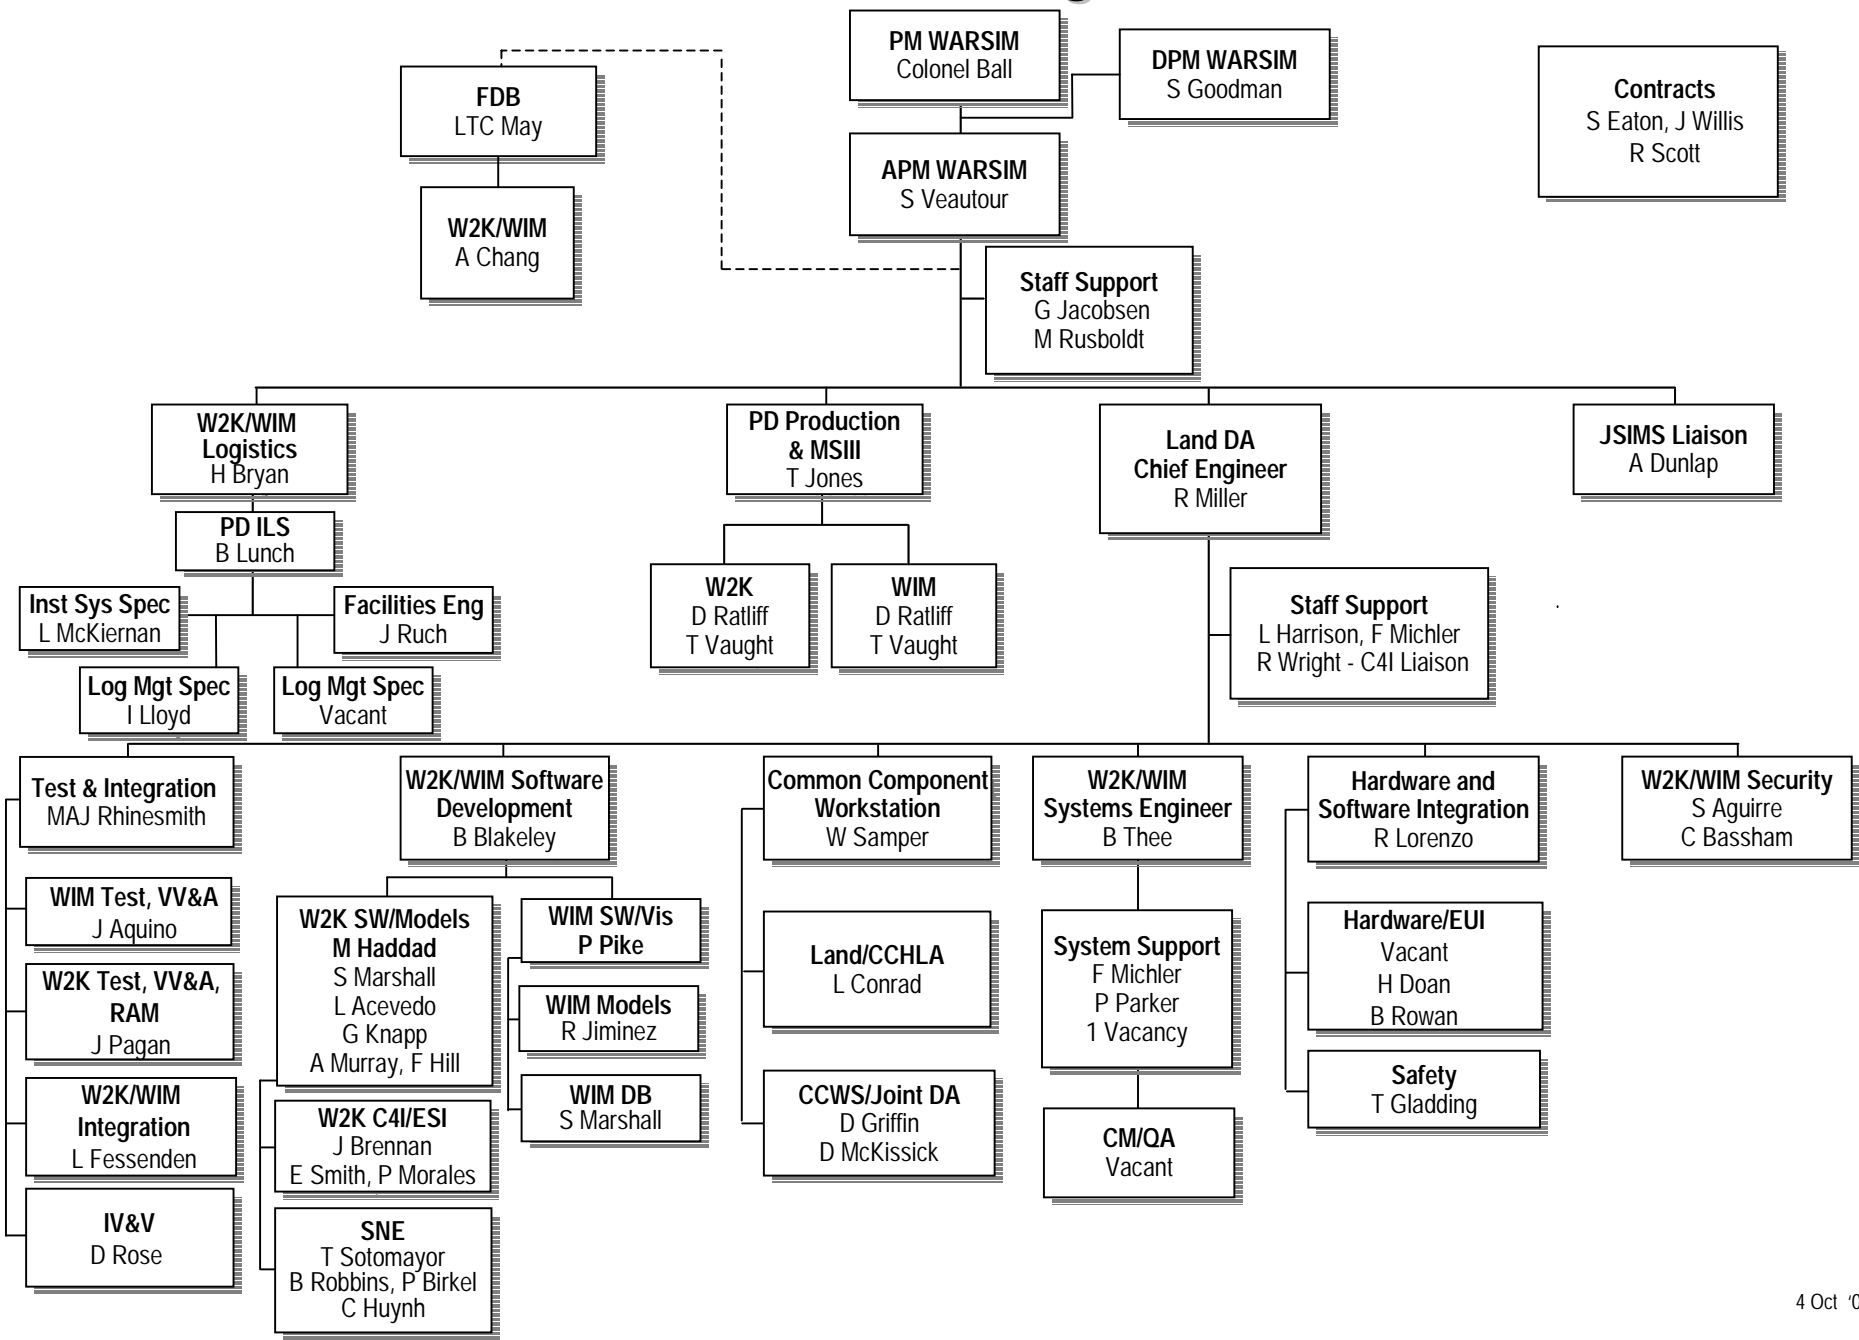 PM WARSIM
Colonel Ball
DPM WARSIM
S Goodman
Contracts
S Eaton, J Willis
R Scott
FDB
LTC May
APM WARSIM
S Veautour
W2K/WIM
A Chang
Staff Support
G Jacobsen
M Rusboldt
W2K/WIM
Logistics
H Bryan
PD Production
& MSIII
T Jones
Land DA
Chief Engineer
R Miller
JSIMS Liaison
A Dunlap
PD ILS
B Lunch
Inst Sys Spec
L McKiernan
Facilities Eng
J Ruch
Log Mgt Spec
I Lloyd
Log Mgt Spec
Vacant
W2K
D Ratliff
T Vaught
WIM
D Ratliff
T Vaught
Staff Support
L Harrison, F Michler
R Wright - C4I Liaison
Test & Integration
MAJ Rhinesmith
W2K/WIM Software
Development
B Blakeley
Common Component
Workstation
W Samper
W2K/WIM
Systems Engineer
B Thee
Hardware and
Software Integration
R Lorenzo
W2K/WIM Security
S Aguirre
C Bassham
WIM Test, VV&A
J Aquino
W2K Test, VV&A,
RAM
J Pagan
W2K/WIM
Integration
L Fessenden
IV&V
D Rose
W2K SW/Models
M Haddad
S Marshall
L Acevedo
G Knapp
A Murray, F Hill
W2K C4I/ESI
J Brennan
E Smith, P Morales
SNE
T Sotomayor
B Robbins, P Birkel
C Huynh
WIM SW/Vis
P Pike
WIM Models
R Jiminez
WIM DB
S Marshall
Land/CCHLA
L Conrad
CCWS/Joint DA
D Griffin
D McKissick
System Support
F Michler
P Parker
1 Vacancy
CM/QA
Vacant
Hardware/EUI
Vacant
H Doan
B Rowan
Safety
T Gladding
4 Oct '0